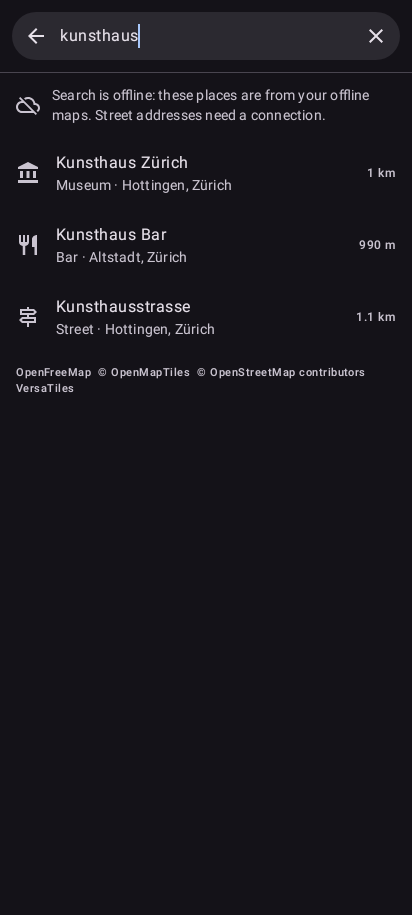 kunsthaus
Search is offline: these places are from your offline
maps. Street addresses need a connection.
Kunsthaus Zürich
Museum · Hottingen, Zürich
1 km
Kunsthaus Bar
Bar · Altstadt, Zürich
990 m
Kunsthausstrasse
Street · Hottingen, Zürich
1.1 km
OpenFreeMap © OpenMapTiles © OpenStreetMap contributors
VersaTiles